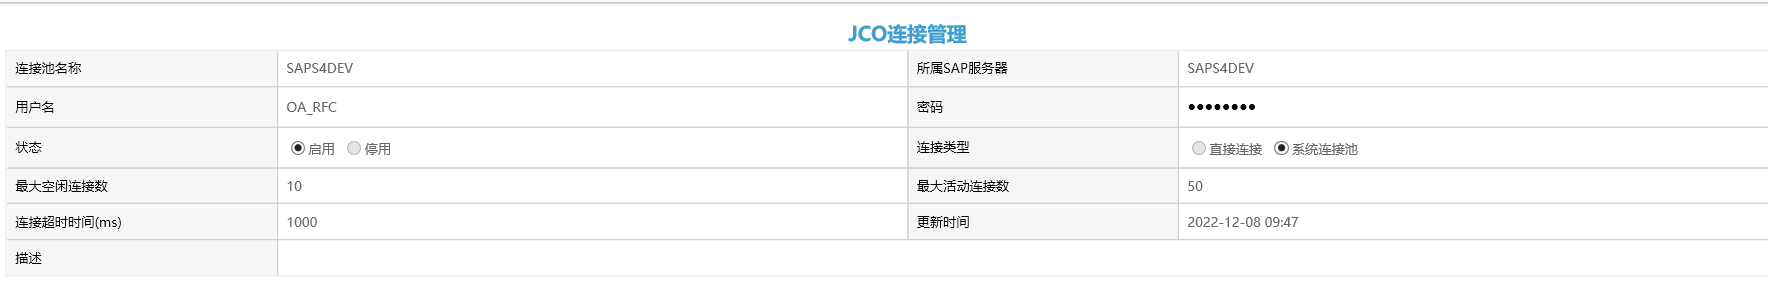 JCO连接管理
连接池名称 SAPS4DEV 所属SAP服务器 SAPS4DEV
用户名 OA_RFC 密码 ●●●●●●●●
状态 启用 停用 连接类型 直接连接 系统连接池
最大空闲连接数 10 最大活动连接数 50
连接超时时间(ms) 1000 更新时间 2022-12-08 09:47
描述